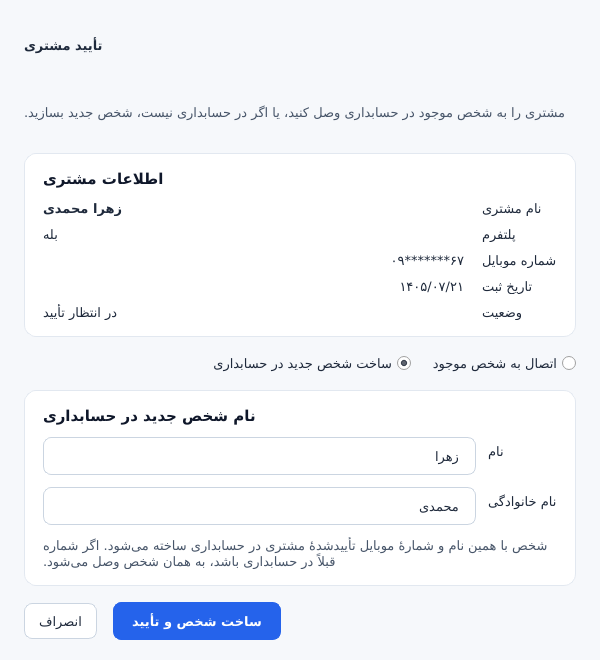 تأیید مشتری
مشتری را به شخص موجود در حسابداری وصل کنید، یا اگر در حسابداری نیست، شخص جدید بسازید.
اطلاعات مشتری
نام مشتری زهرا محمدی
پلتفرم بله
شماره موبایل ۰۹*******۶۷
تاریخ ثبت ۱۴۰۵/۰۷/۲۱
وضعیت در انتظار تأیید
اتصال به شخص موجود ساخت شخص جدید در حسابداری
نام شخص جدید در حسابداری
نام زهرا
نام خانوادگی محمدی
شخص با همین نام و شمارهٔ موبایل تأییدشدهٔ مشتری در حسابداری ساخته می‌شود. اگر شماره
قبلاً در حسابداری باشد، به همان شخص وصل می‌شود.
ساخت شخص و تأیید انصراف